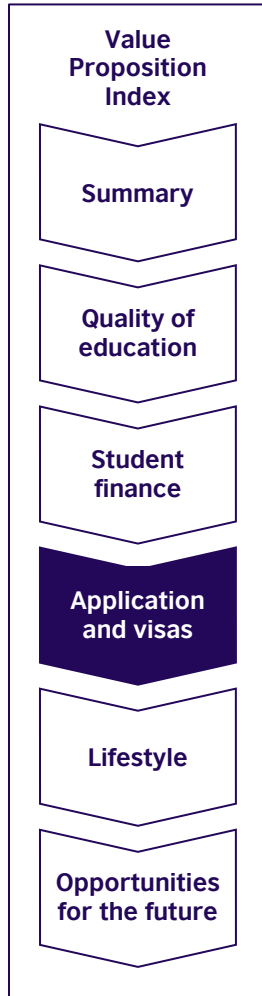 Value
Proposition
Index
Summary
Quality of
education
Student
finance
Application
and visas
Lifestyle
Opportunities
for the future